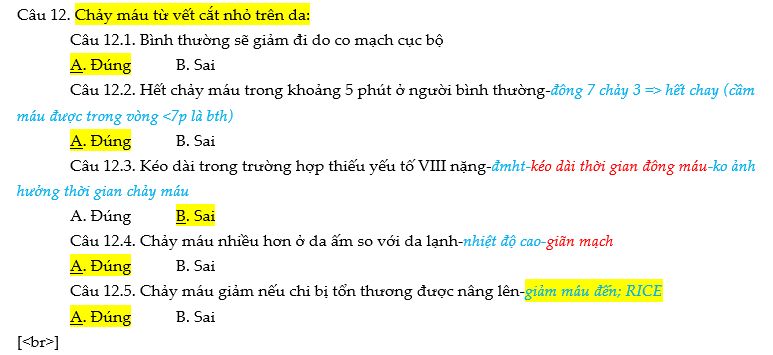 Câu 12. Chảy máu từ vết cắt nhỏ trên da:
Câu 12.1. Bình thường sẽ giảm đi do co mạch cục bộ
A. Đúng B. Sai
Câu 12.2. Hết chảy máu trong khoảng 5 phút ở người bình thường-đông 7 chảy 3 => hết chay (cầm
máu được trong vòng <7p là bth)
A. Đúng B. Sai
Câu 12.3. Kéo dài trong trường hợp thiếu yếu tố VIII nặng-đmht-kéo dài thời gian đông máu-ko ảnh
hưởng thời gian chảy máu
A. Đúng B. Sai
Câu 12.4. Chảy máu nhiều hơn ở da ấm so với da lạnh-nhiệt độ cao-giãn mạch
A. Đúng B. Sai
Câu 12.5. Chảy máu giảm nếu chi bị tổn thương được nâng lên-giảm máu đến; RICE
A. Đúng B. Sai
[<br>]